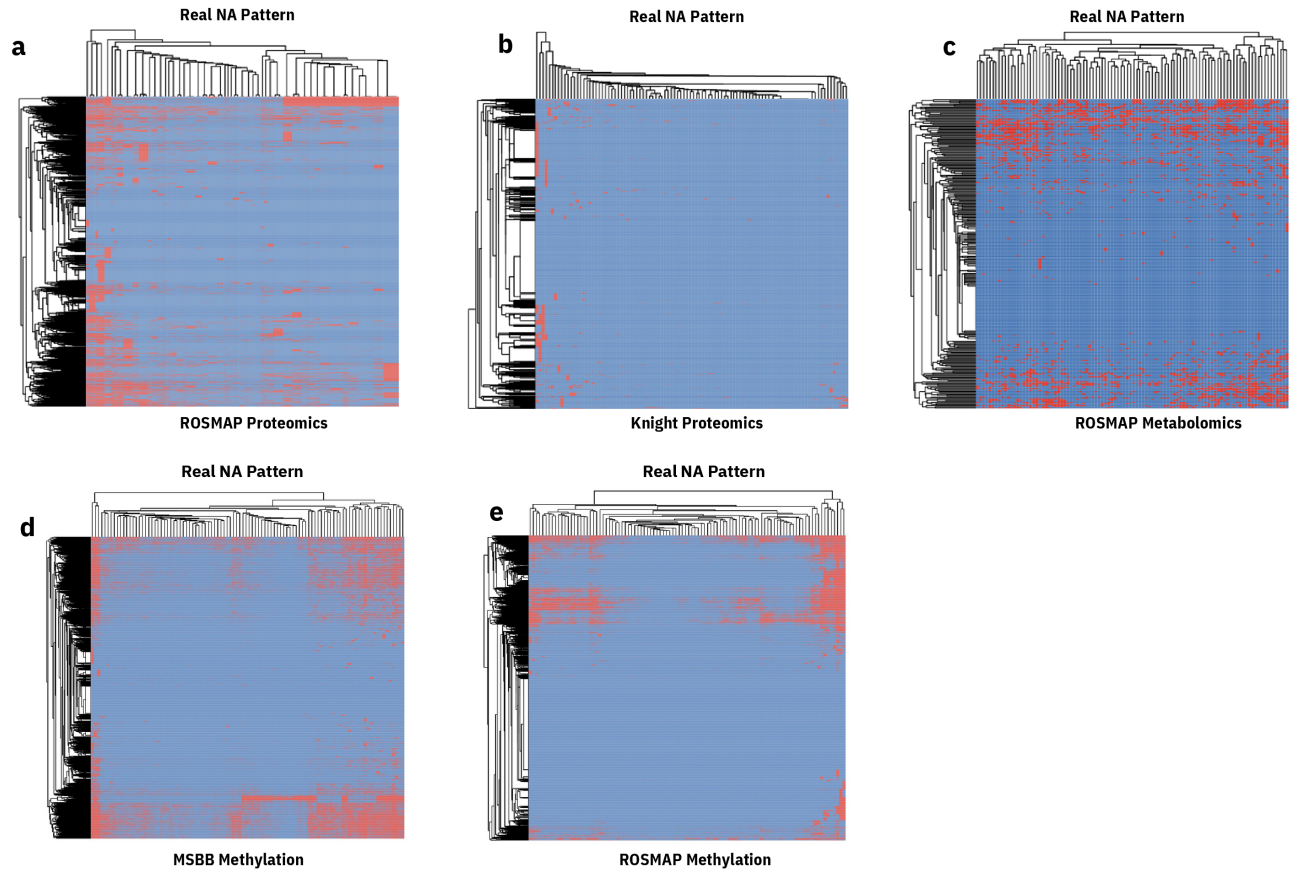 Real NA Pattern
a
ROSMAP Proteomics
Real NA Pattern
b
Knight Proteomics
Real NA Pattern
c
ROSMAP Metabolomics
Real NA Pattern
d
MSBB Methylation
Real NA Pattern
e
ROSMAP Methylation